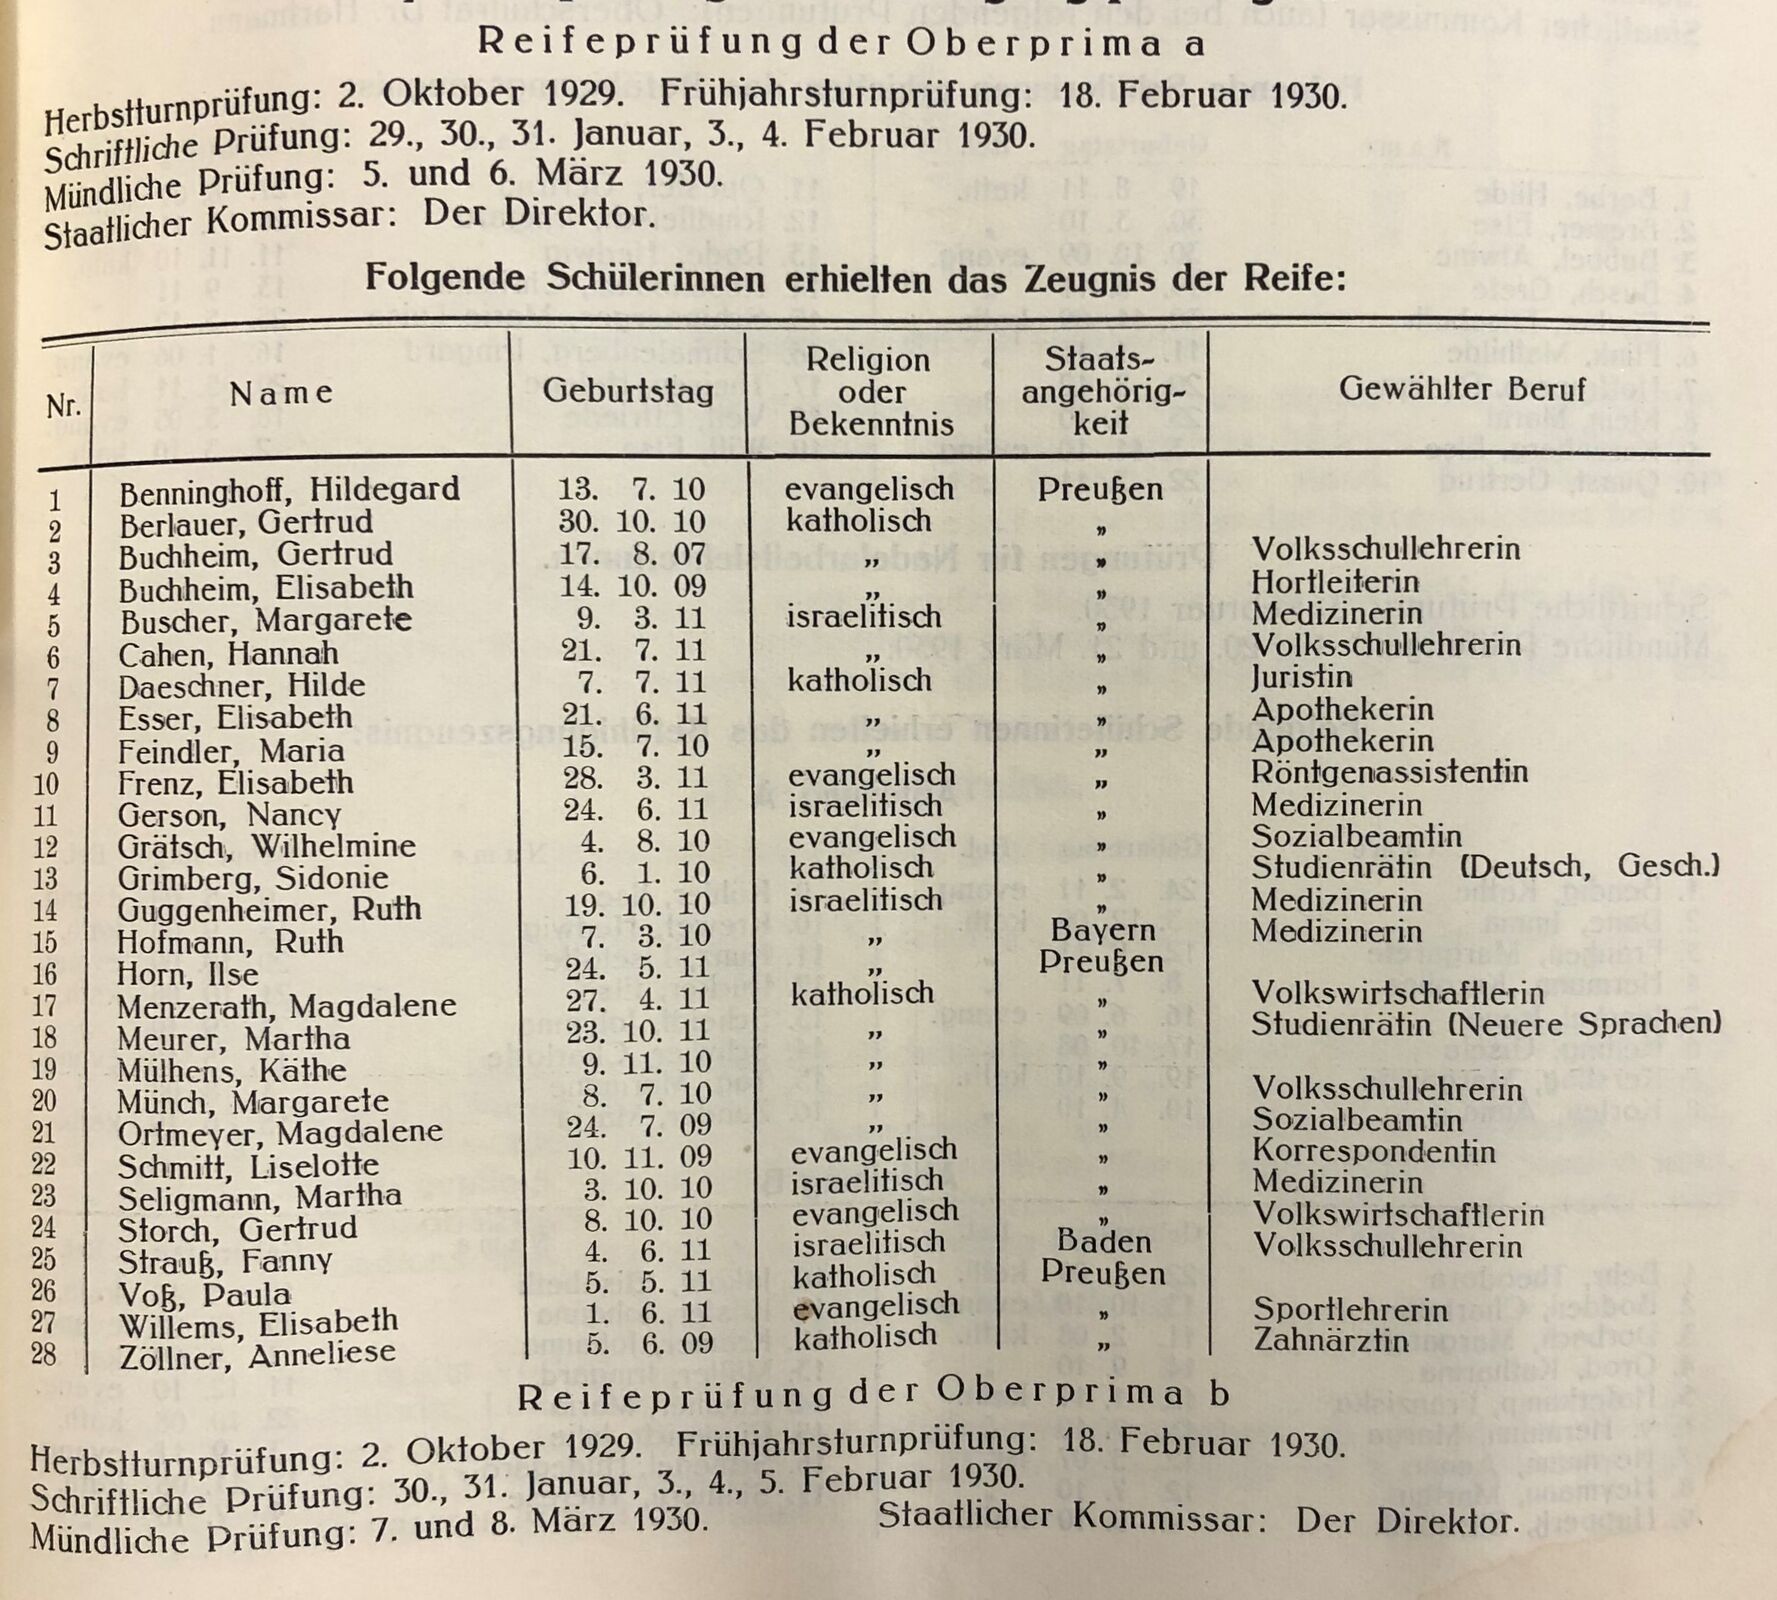 Reifeprüfung der Oberprima a
Herbstturnprüfung: 2. Oktober 1929. Frühjahrsturnprüfung: 18. Februar 1930.
Schriftliche Prüfung: 29., 30., 31. Januar, 3., 4. Februar 1930.
Mündliche Prüfung: 5. und 6. März 1930.
Staatlicher Kommissar: Der Direktor.
Folgende Schülerinnen erhielten das Zeugnis der Reife:
Nr. Name Geburtstag Religion oder Bekenntnis Staats-angehörig-keit Gewählter Beruf
1 Benninghoff, Hildegard 13. 7. 10 evangelisch Preußen
2 Berlauer, Gertrud 30. 10. 10 katholisch „
3 Buchheim, Gertrud 17. 8. 07 „ „ Volksschullehrerin
4 Buchheim, Elisabeth 14. 10. 09 „ „ Hortleiterin
5 Buscher, Margarete 9. 3. 11 israelitisch „ Medizinerin
6 Cahen, Hannah 21. 7. 11 „ „ Volksschullehrerin
7 Daeschner, Hilde 7. 7. 11 katholisch „ Juristin
8 Esser, Elisabeth 21. 6. 11 „ „ Apothekerin
9 Feindler, Maria 15. 7. 10 „ „ Apothekerin
10 Frenz, Elisabeth 28. 3. 11 evangelisch „ Röntgenassistentin
11 Gerson, Nancy 24. 6. 11 israelitisch „ Medizinerin
12 Grätsch, Wilhelmine 4. 8. 10 evangelisch „ Sozialbeamtin
13 Grimberg, Sidonie 6. 1. 10 katholisch „ Studienrätin (Deutsch, Gesch.)
14 Guggenheimer, Ruth 19. 10. 10 israelitisch „ Medizinerin
15 Hofmann, Ruth 7. 3. 10 „ Bayern Medizinerin
16 Horn, Ilse 24. 5. 11 „ Preußen
17 Menzerath, Magdalene 27. 4. 11 katholisch „ Volkswirtschaftlerin
18 Meurer, Martha 23. 10. 11 „ „ Studienrätin (Neuere Sprachen)
19 Mülhens, Käthe 9. 11. 10 „ „
20 Münch, Margarete 8. 7. 10 „ „ Volksschullehrerin
21 Ortmeyer, Magdalene 24. 7. 09 „ „ Sozialbeamtin
22 Schmitt, Liselotte 10. 11. 09 evangelisch „ Korrespondentin
23 Seligmann, Martha 3. 10. 10 israelitisch „ Medizinerin
24 Storch, Gertrud 8. 10. 10 evangelisch „ Volkswirtschaftlerin
25 Strauß, Fanny 4. 6. 11 israelitisch Baden Volksschullehrerin
26 Voß, Paula 5. 5. 11 katholisch Preußen
27 Willems, Elisabeth 1. 6. 11 evangelisch „ Sportlehrerin
28 Zöllner, Anneliese 5. 6. 09 katholisch „ Zahnärztin
Reifeprüfung der Oberprima b
Herbstturnprüfung: 2. Oktober 1929. Frühjahrsturnprüfung: 18. Februar 1930.
Schriftliche Prüfung: 30., 31. Januar, 3., 4., 5. Februar 1930.
Mündliche Prüfung: 7. und 8. März 1930. Staatlicher Kommissar: Der Direktor.